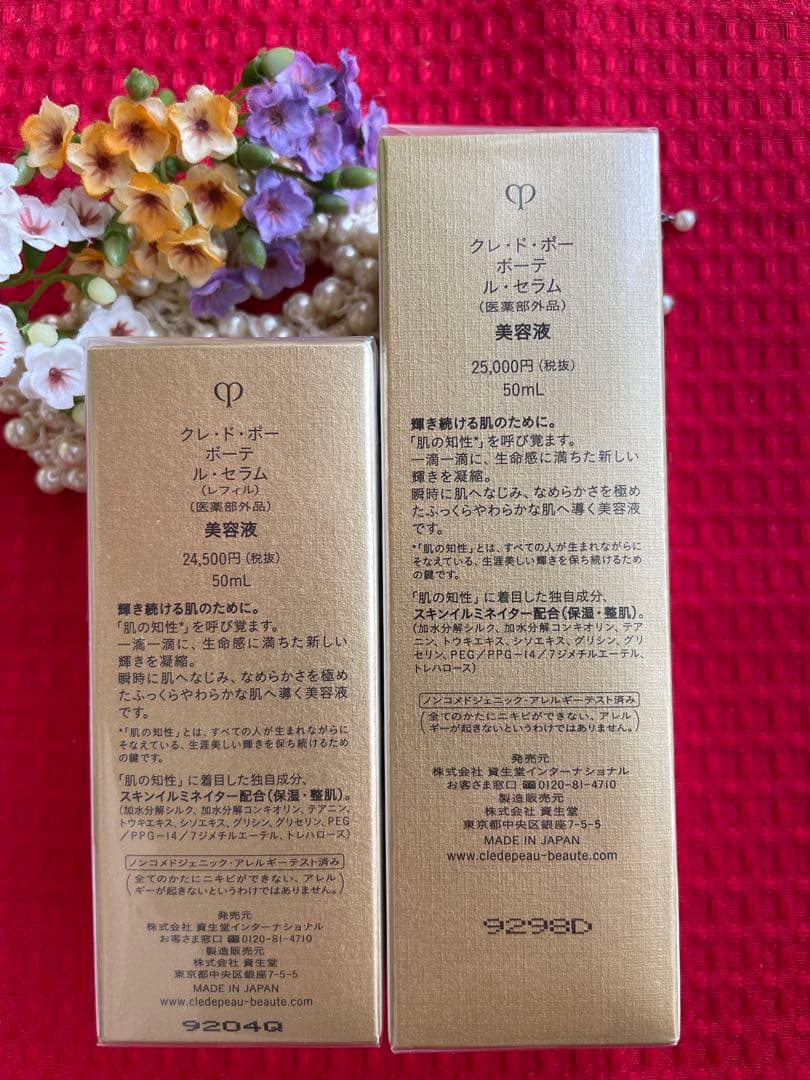 クレ・ド・ポー
ボーテ
ル・セラム
(レフィル)
(医薬部外品)
美容液
24,500円(税抜)
50mL
輝き続ける肌のために。
「肌の知性*」を呼び覚ます。
一滴一滴に、生命感に満ちた新しい
輝きを凝縮。
瞬時に肌へなじみ、なめらかさを極め
たふっくらやわらかな肌へ導く美容液
です。
*「肌の知性」とは、すべての人が生まれながらに
そなえている、生涯美しい輝きを保ち続けるため
の鍵です。
「肌の知性」に着目した独自成分、
スキンイルミネイター配合(保湿・整肌)。
(加水分解シルク、加水分解コンキオリン、テアニン、
トウキエキス、シソエキス、グリシン、グリセリン、PEG
/PPG-14/7ジメチルエーテル、トレハロース)
ノンコメドジェニック・アレルギーテスト済み
(全てのかたにニキビができない、アレル
ギーが起きないというわけではありません。)
発売元
株式会社 資生堂インターナショナル
お客さま窓口 0120-81-4710
製造販売元
株式会社 資生堂
東京都中央区銀座7-5-5
MADE IN JAPAN
www.cledepeau-beaute.com
9204Q
クレ・ド・ポー
ボーテ
ル・セラム
(医薬部外品)
美容液
25,000円(税抜)
50mL
輝き続ける肌のために。
「肌の知性*」を呼び覚ます。
一滴一滴に、生命感に満ちた新しい
輝きを凝縮。
瞬時に肌へなじみ、なめらかさを極め
たふっくらやわらかな肌へ導く美容液
です。
*「肌の知性」とは、すべての人が生まれながらに
そなえている、生涯美しい輝きを保ち続けるため
の鍵です。
「肌の知性」に着目した独自成分、
スキンイルミネイター配合(保湿・整肌)。
(加水分解シルク、加水分解コンキオリン、テア
ニン、トウキエキス、シソエキス、グリシン、グリ
セリン、PEG/PPG-14/7ジメチルエーテル、
トレハロース)
ノンコメドジェニック・アレルギーテスト済み
(全てのかたにニキビができない、アレル
ギーが起きないというわけではありません。)
発売元
株式会社 資生堂インターナショナル
お客さま窓口 0120-81-4710
製造販売元
株式会社 資生堂
東京都中央区銀座7-5-5
MADE IN JAPAN
www.cledepeau-beaute.com
9298D